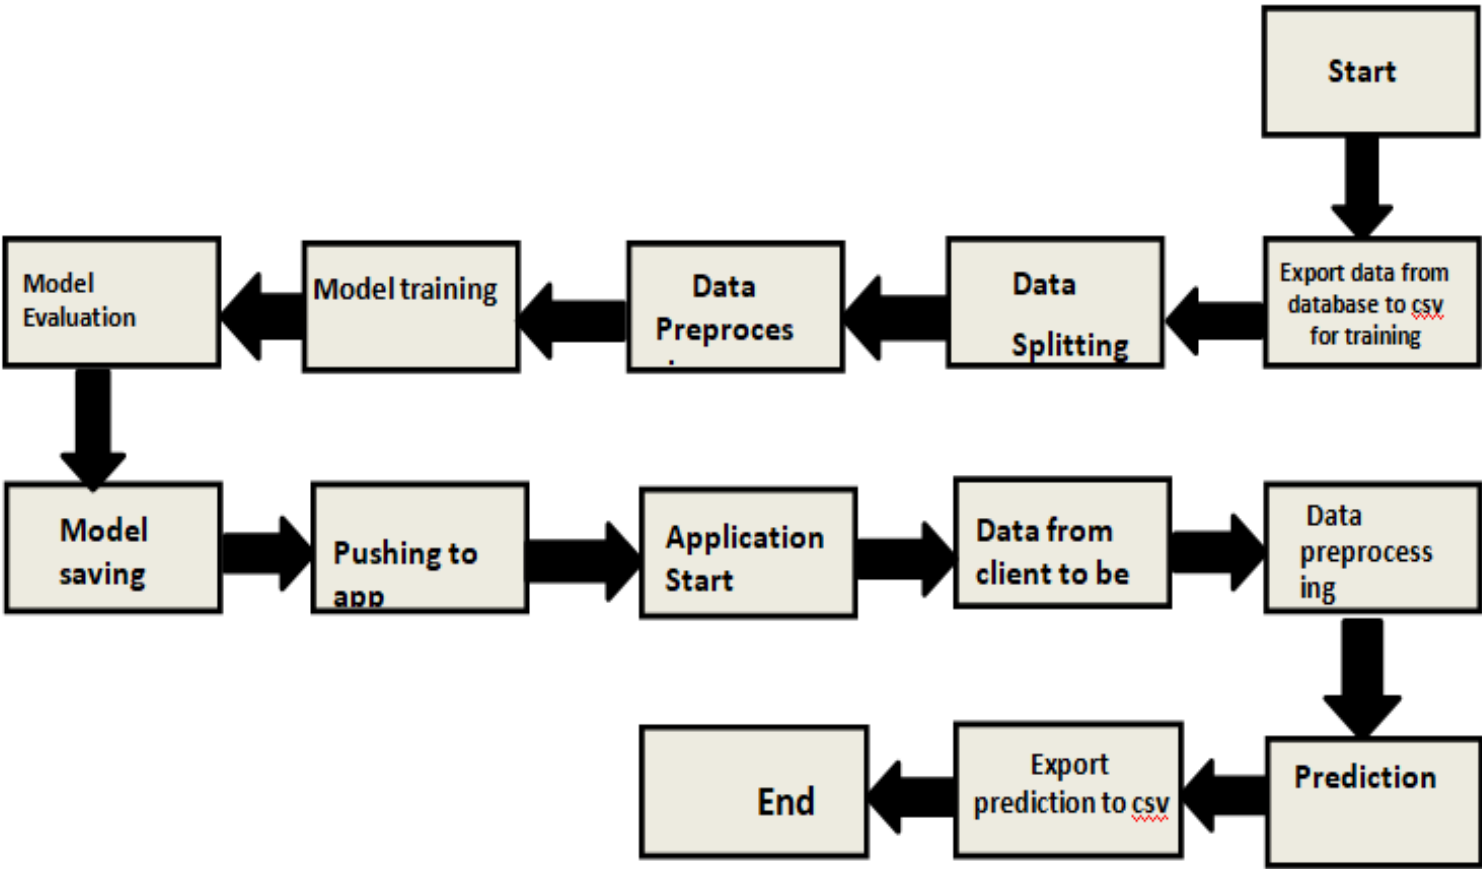 Start
Export data from
database to csv
for training
Data
Splitting
Data
Preproces
Model training
Model
Evaluation
Model
saving
Pushing to
app
Application
Start
Data from
client to be
Data
preprocess
ing
Prediction
Export
prediction to csv
End